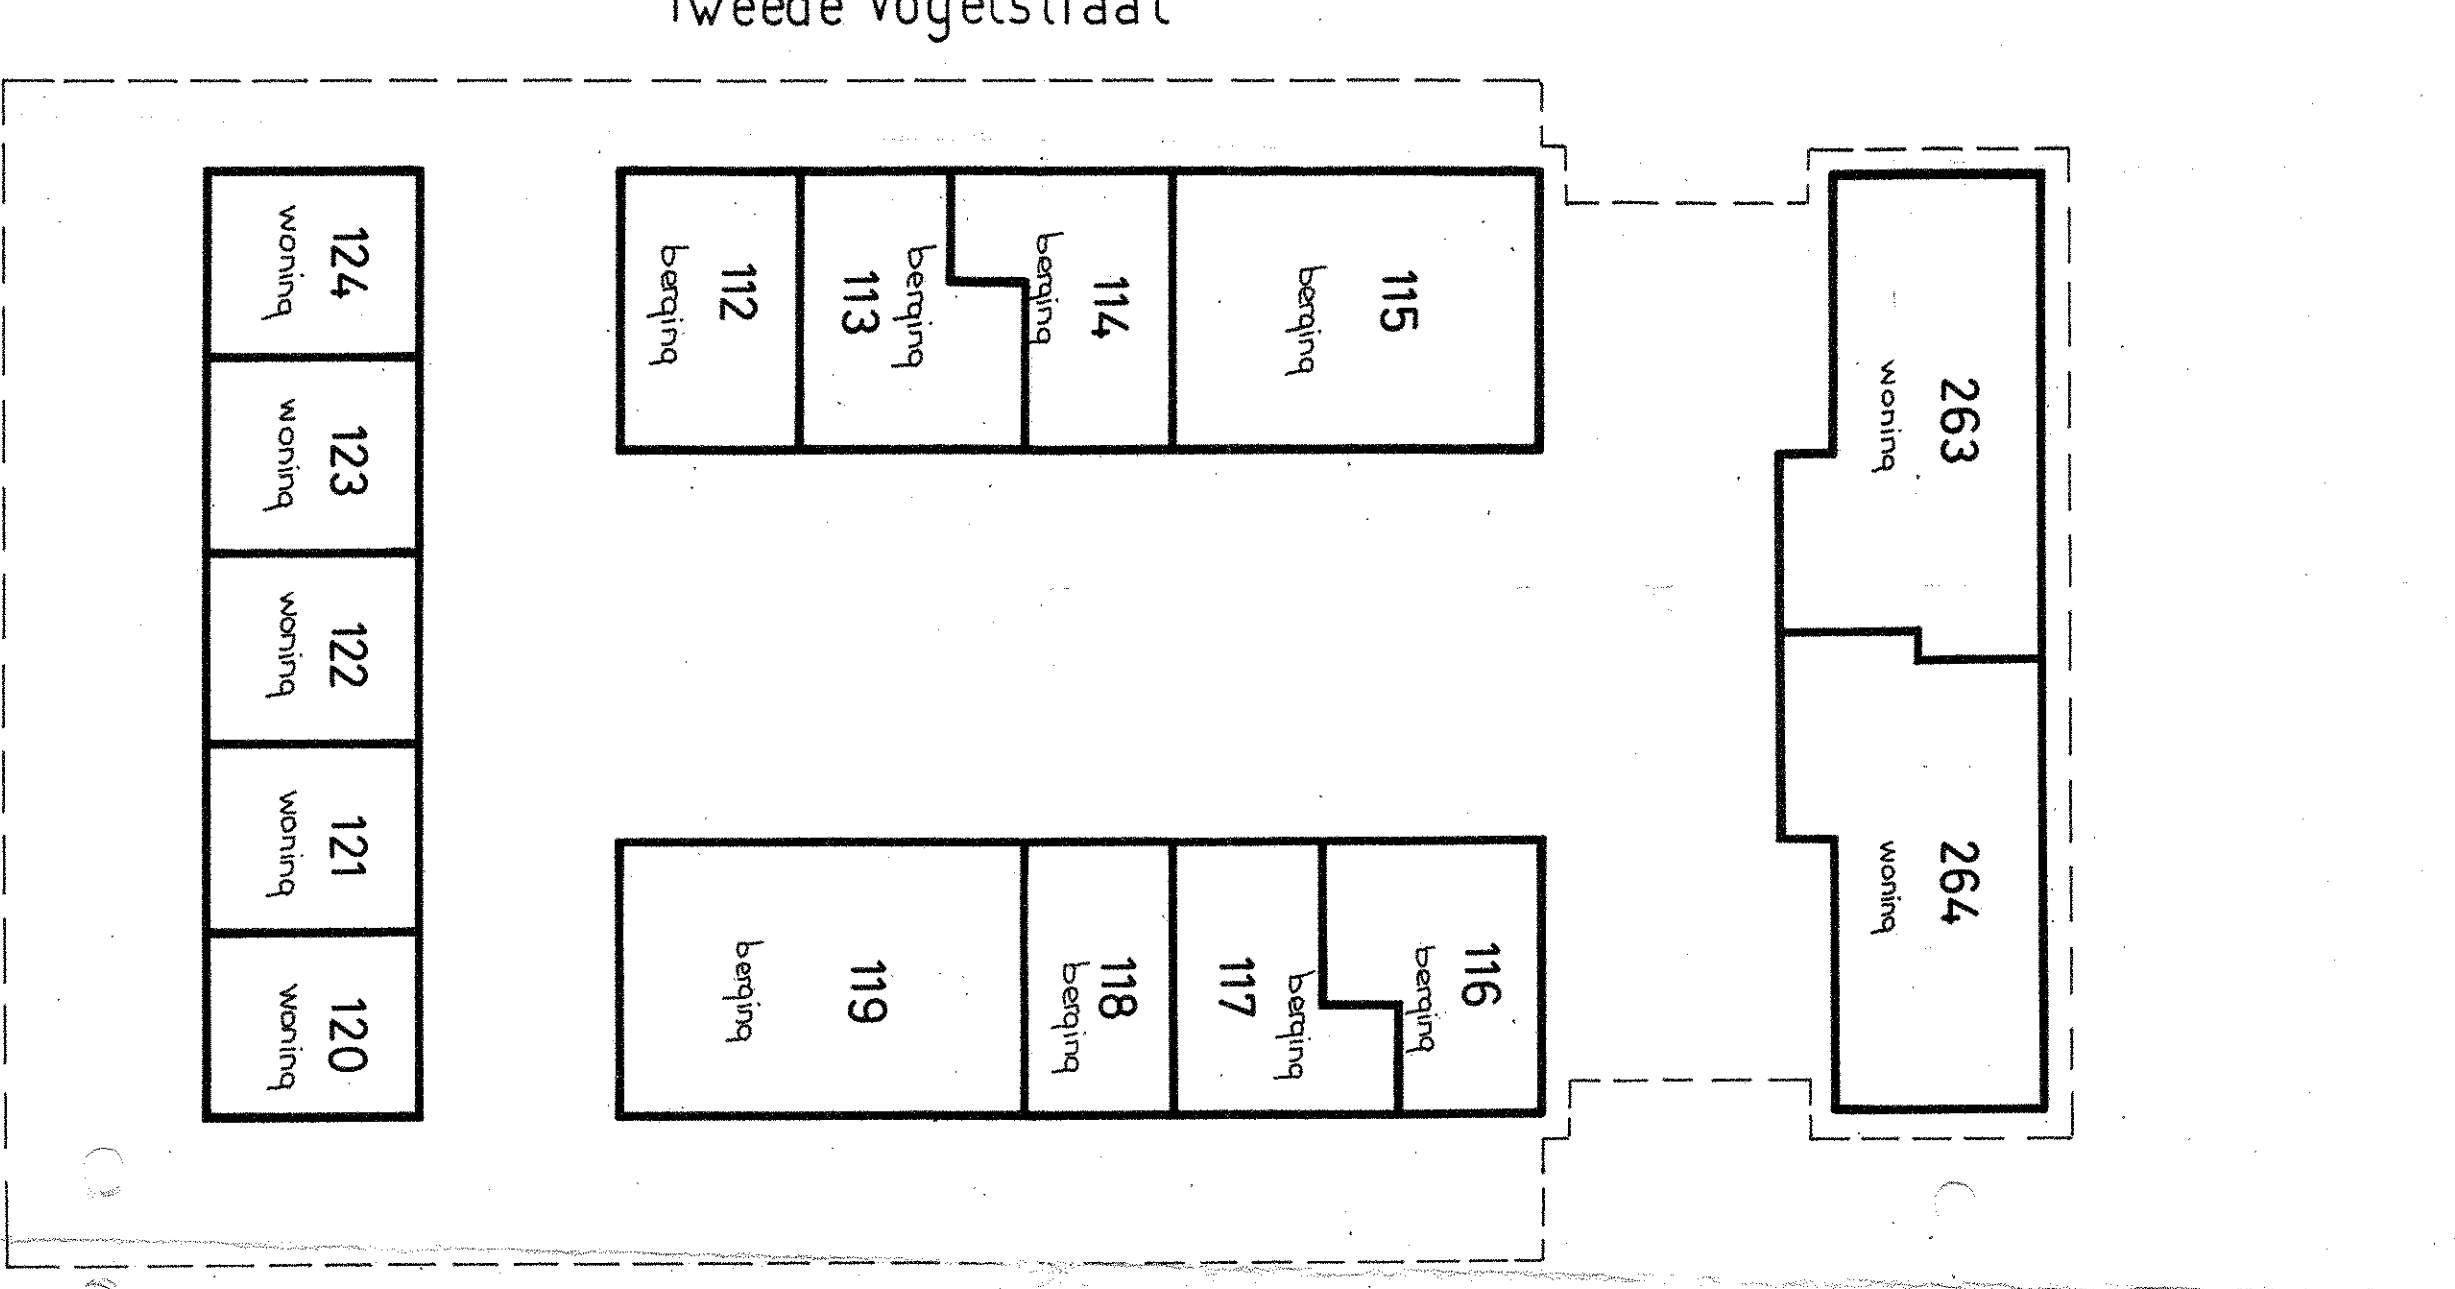 Tweede Vogelstraat
124
woning
123
woning
122
woning
121
woning
120
woning
112
berging
113
berging
114
berging
115
berging
119
berging
118
berging
117
berging
116
berging
263
woning
264
woning